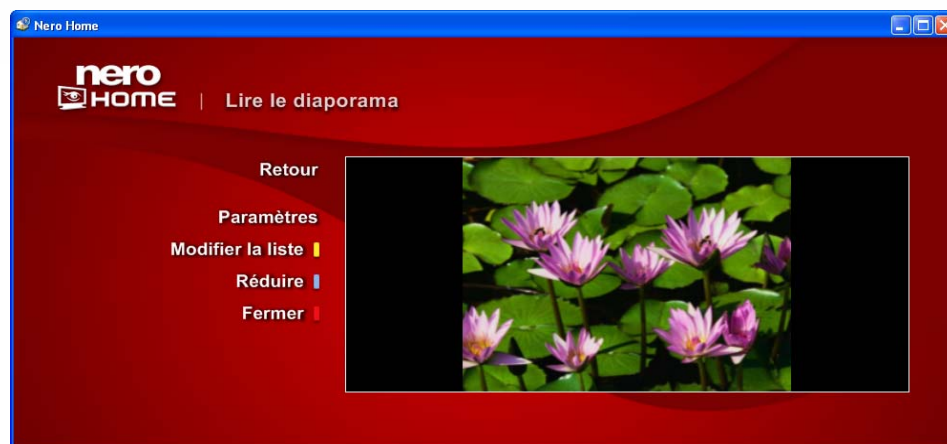 Nero Home
nero
HOME | Lire le diaporama
Retour
Paramètres
Modifier la liste
Réduire
Fermer